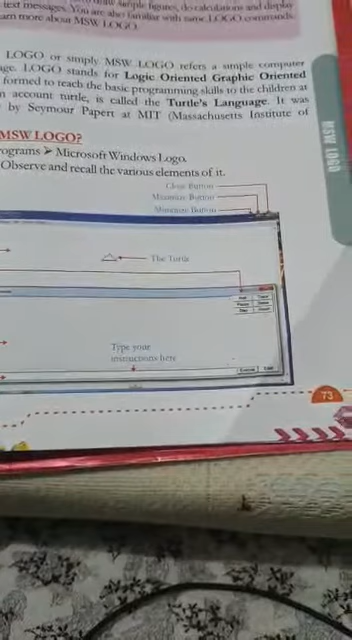 text messages. You are also familiar with some LOGO commands.
arn more about MSW LOGO.
LOGO or simply MSW LOGO refers a simple computer
age. LOGO stands for Logic Oriented Graphic Oriented
formed to teach the basic programming skills to the children at
n account turtle, is called the Turtle's Language. It was
by Seymour Papert at MIT (Massachusetts Institute of
MSW LOGO?
rograms ➤ Microsoft Windows Logo.
Observe and recall the various elements of it.
Close Button
Maximize Button
Minimize Button
The Turtle
Type your
instructions here
MSW LOGO
73